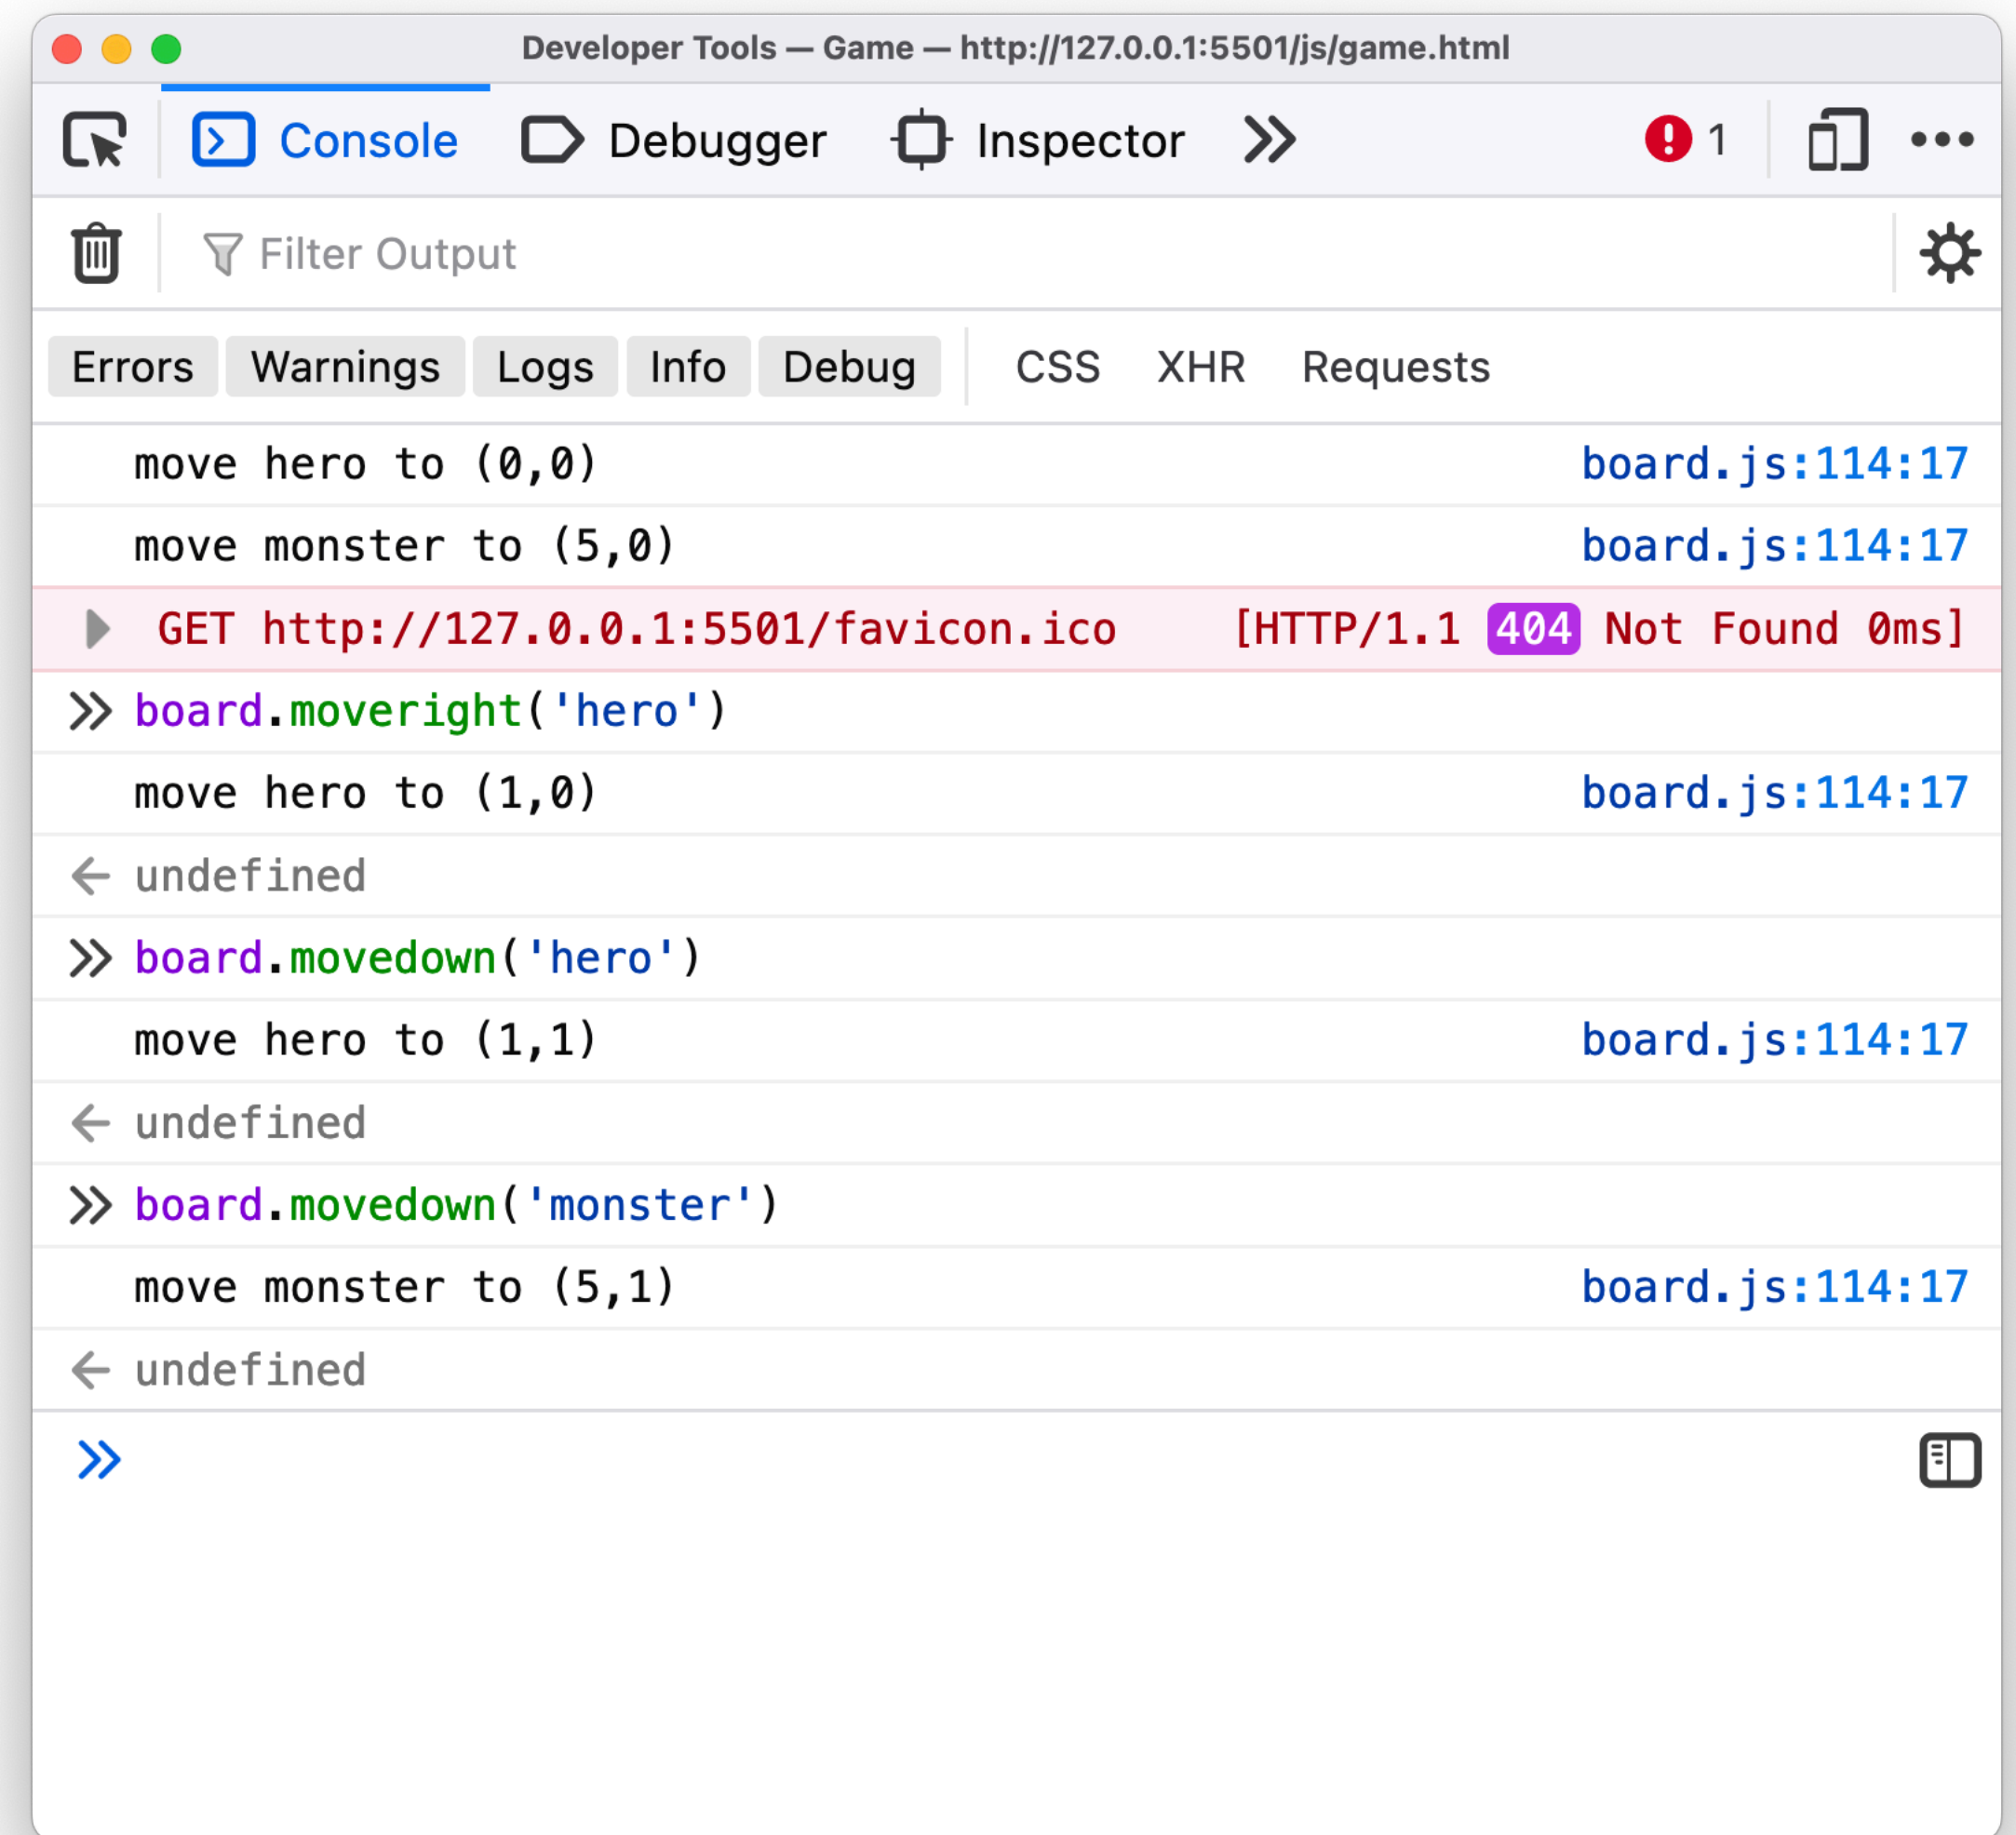 Developer Tools — Game — http://127.0.0.1:5501/js/game.html
Console Debugger Inspector 1
Filter Output
Errors Warnings Logs Info Debug CSS XHR Requests
move hero to (0,0) board.js:114:17
move monster to (5,0) board.js:114:17
GET http://127.0.0.1:5501/favicon.ico [HTTP/1.1 404 Not Found 0ms]
board.moveright('hero')
move hero to (1,0) board.js:114:17
undefined
board.movedown('hero')
move hero to (1,1) board.js:114:17
undefined
board.movedown('monster')
move monster to (5,1) board.js:114:17
undefined